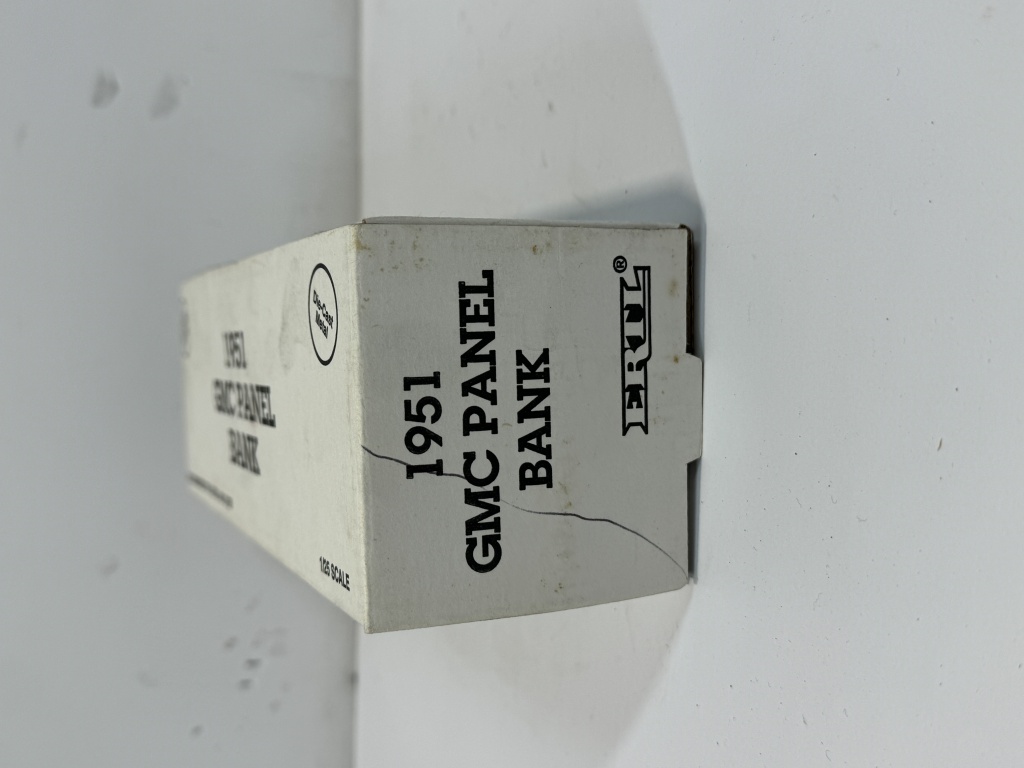 1951
GMC PANEL
BANK
ERTL®
Die-Cast
Metal
1951
GMC PANEL
BANK
1/25 SCALE